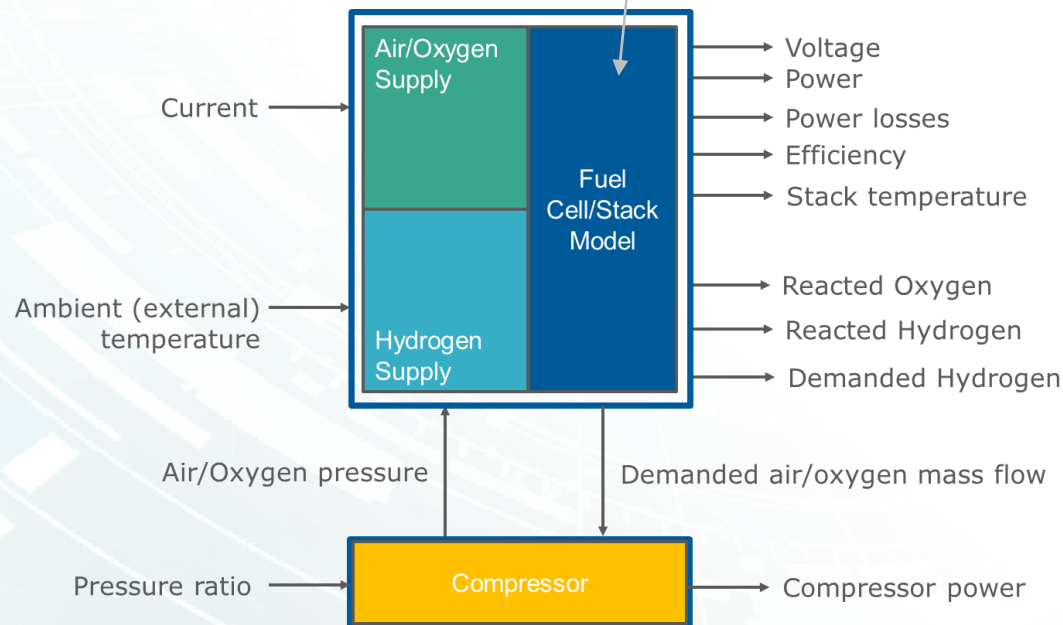 Air/Oxygen
Supply
Current
Voltage
Power
Power losses
Efficiency
Fuel
Cell/Stack
Model
Stack temperature
Ambient (external)
temperature
Hydrogen
Supply
Reacted Oxygen
Reacted Hydrogen
Demanded Hydrogen
Air/Oxygen pressure
Demanded air/oxygen mass flow
Pressure ratio
Compressor
Compressor power